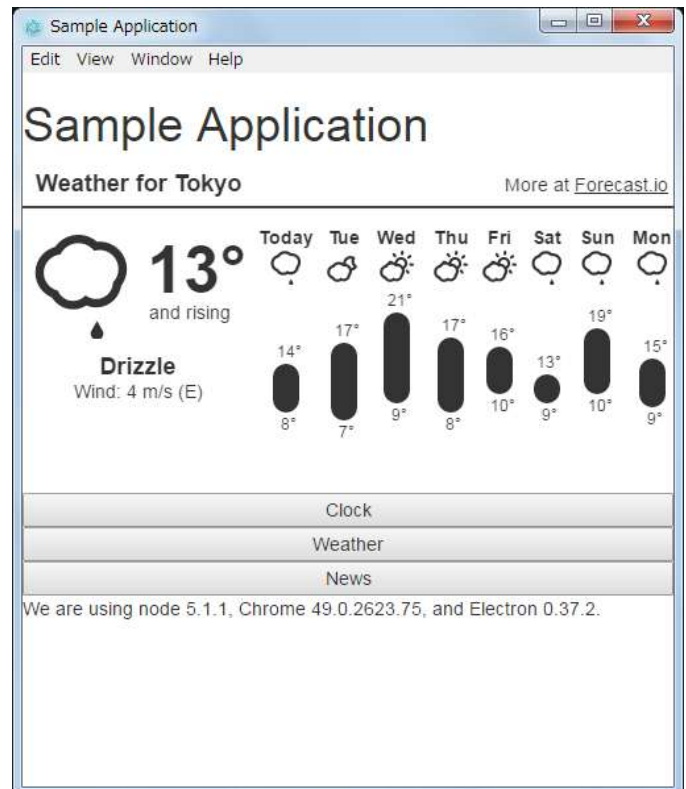 Sample Application
Edit View Window Help
Sample Application
Weather for Tokyo More at Forecast.io
Today Tue Wed Thu Fri Sat Sun Mon
13°
and rising
Drizzle
Wind: 4 m/s (E)
14° 17° 21° 17° 16° 13° 19° 15°
8° 7° 9° 8° 10° 9° 10° 9°
Clock
Weather
News
We are using node 5.1.1, Chrome 49.0.2623.75, and Electron 0.37.2.